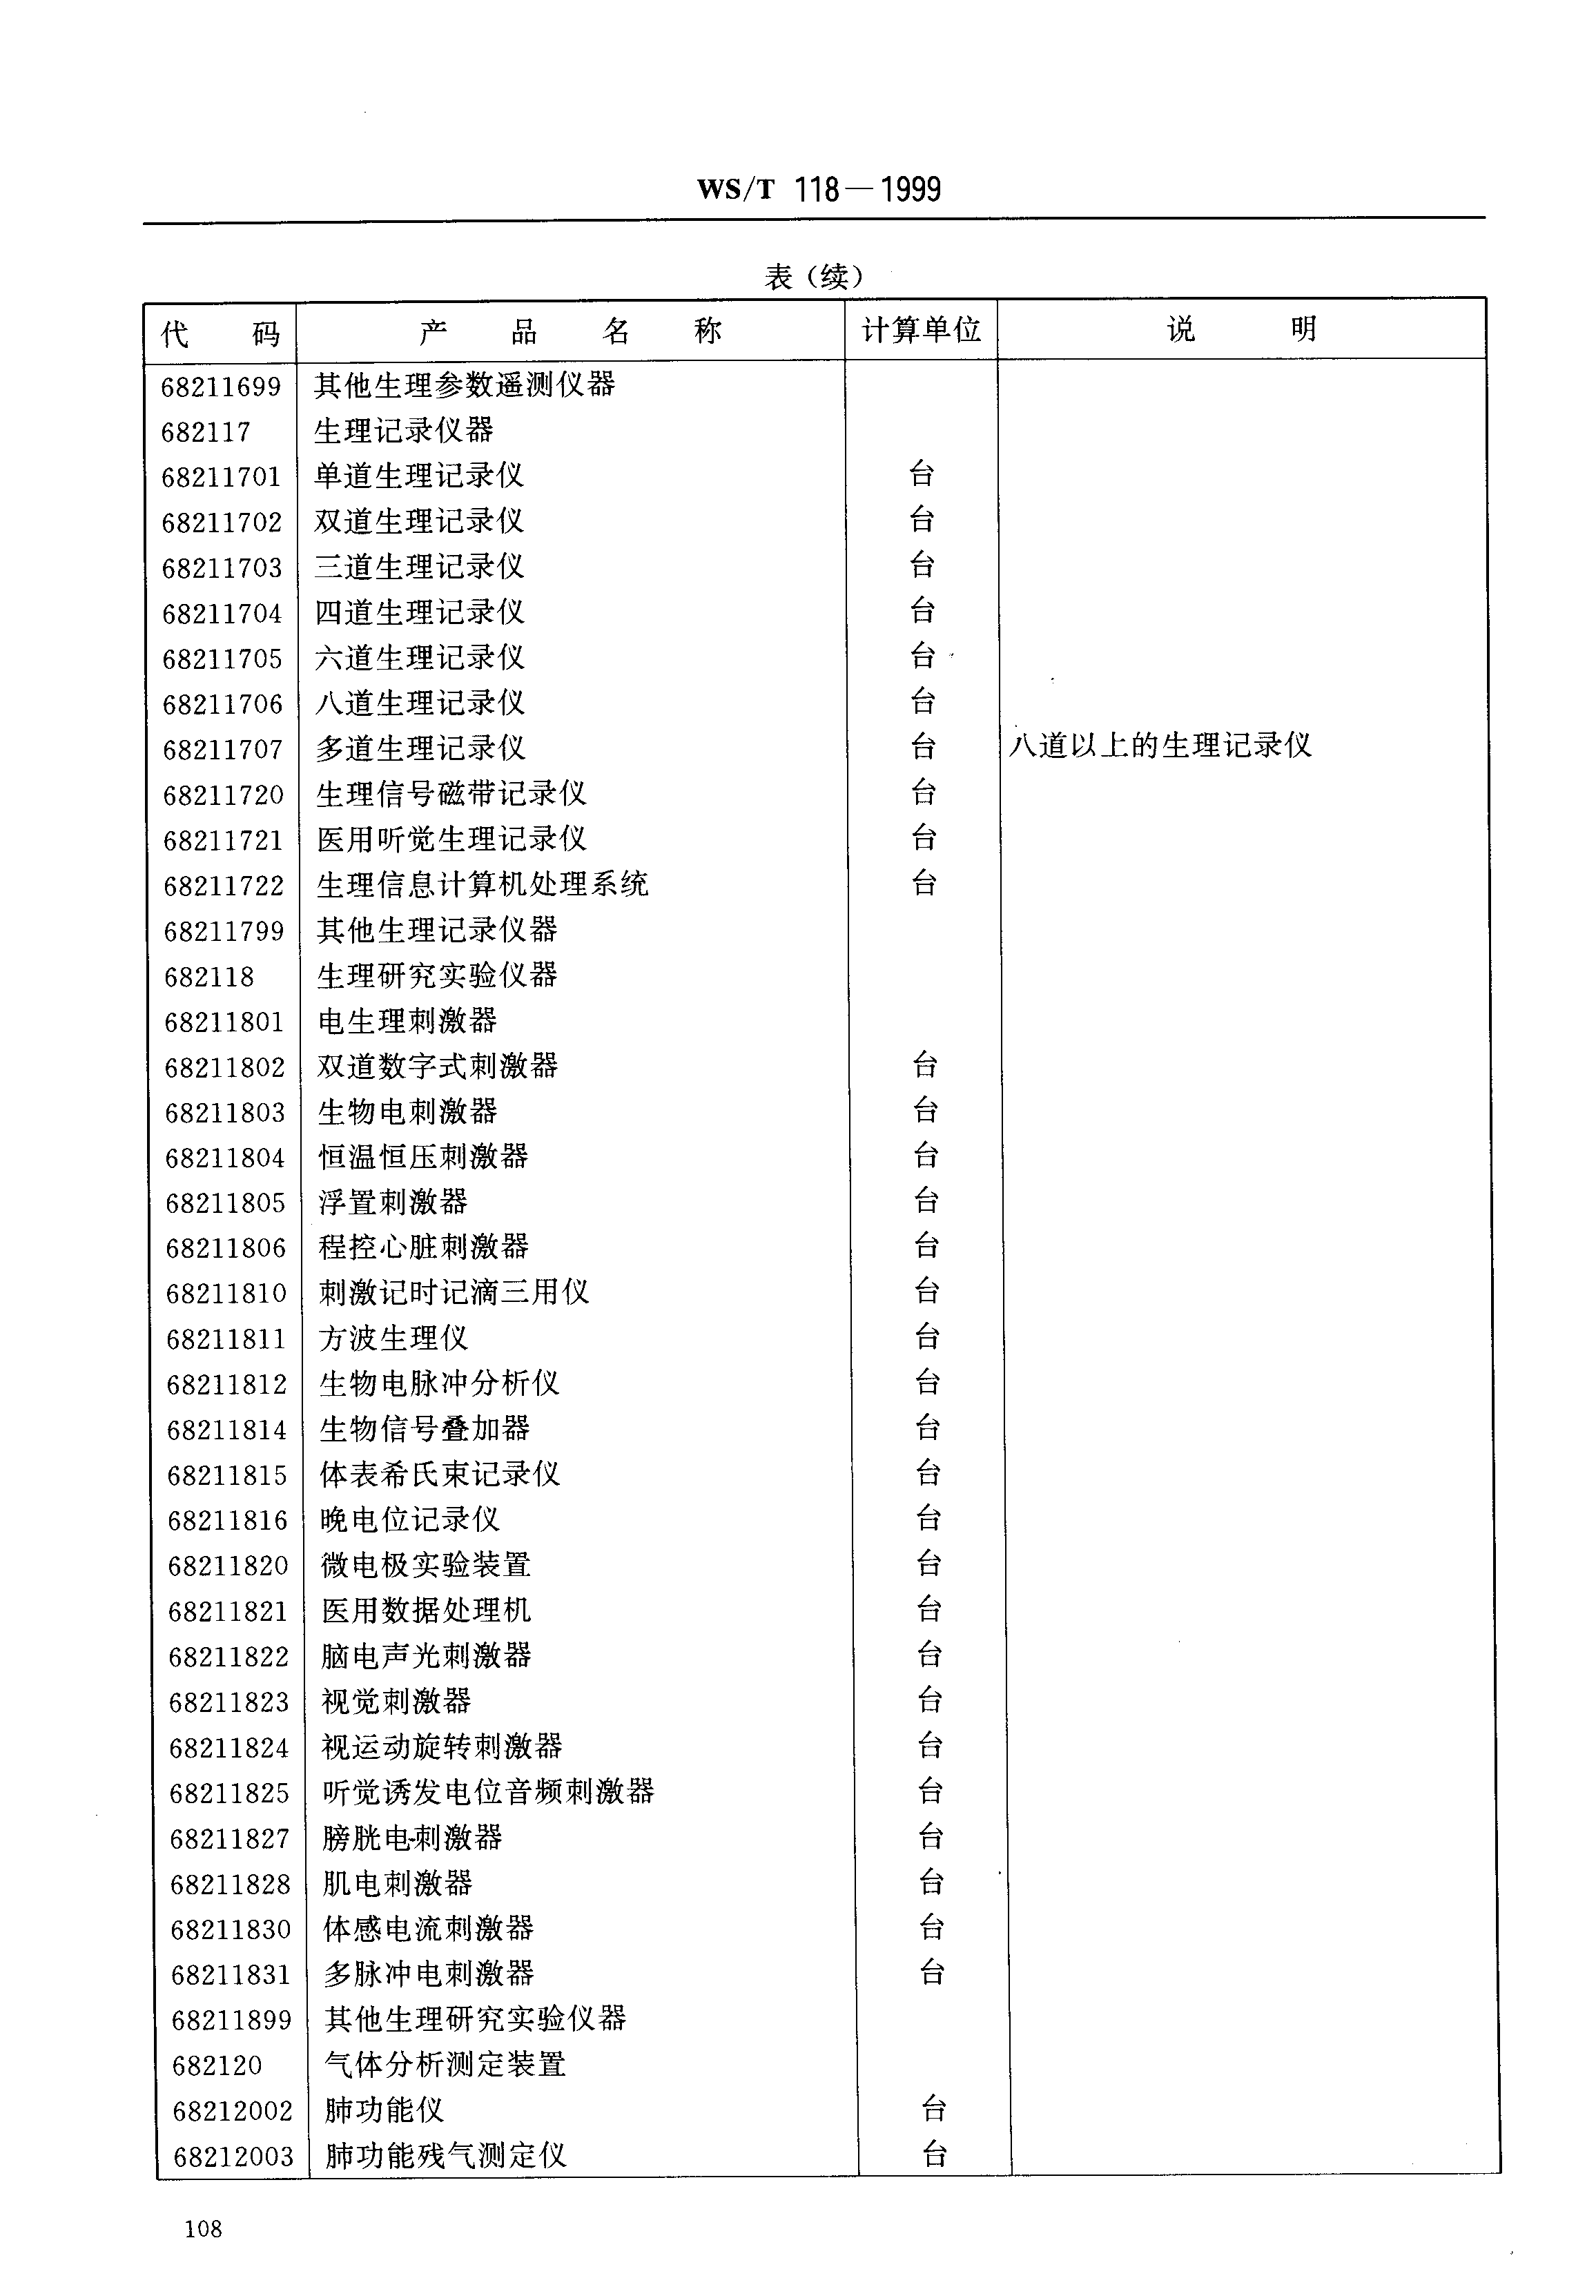 WS/T 118—1999
表（续）
代 码 产 品 名 称 计算单位 说 明
68211699 其他生理参数遥测仪器
682117 生理记录仪器
68211701 单道生理记录仪 台
68211702 双道生理记录仪 台
68211703 三道生理记录仪 台
68211704 四道生理记录仪 台
68211705 六道生理记录仪 台
68211706 八道生理记录仪 台
68211707 多道生理记录仪 台 八道以上的生理记录仪
68211720 生理信号磁带记录仪 台
68211721 医用听觉生理记录仪 台
68211722 生理信息计算机处理系统 台
68211799 其他生理记录仪器
682118 生理研究实验仪器
68211801 电生理刺激器
68211802 双道数字式刺激器 台
68211803 生物电刺激器 台
68211804 恒温恒压刺激器 台
68211805 浮置刺激器 台
68211806 程控心脏刺激器 台
68211810 刺激记时记滴三用仪 台
68211811 方波生理仪 台
68211812 生物电脉冲分析仪 台
68211814 生物信号叠加器 台
68211815 体表希氏束记录仪 台
68211816 晚电位记录仪 台
68211820 微电极实验装置 台
68211821 医用数据处理机 台
68211822 脑电声光刺激器 台
68211823 视觉刺激器 台
68211824 视运动旋转刺激器 台
68211825 听觉诱发电位音频刺激器 台
68211827 膀胱电刺激器 台
68211828 肌电刺激器 台
68211830 体感电流刺激器 台
68211831 多脉冲电刺激器 台
68211899 其他生理研究实验仪器
682120 气体分析测定装置
68212002 肺功能仪 台
68212003 肺功能残气测定仪 台
108